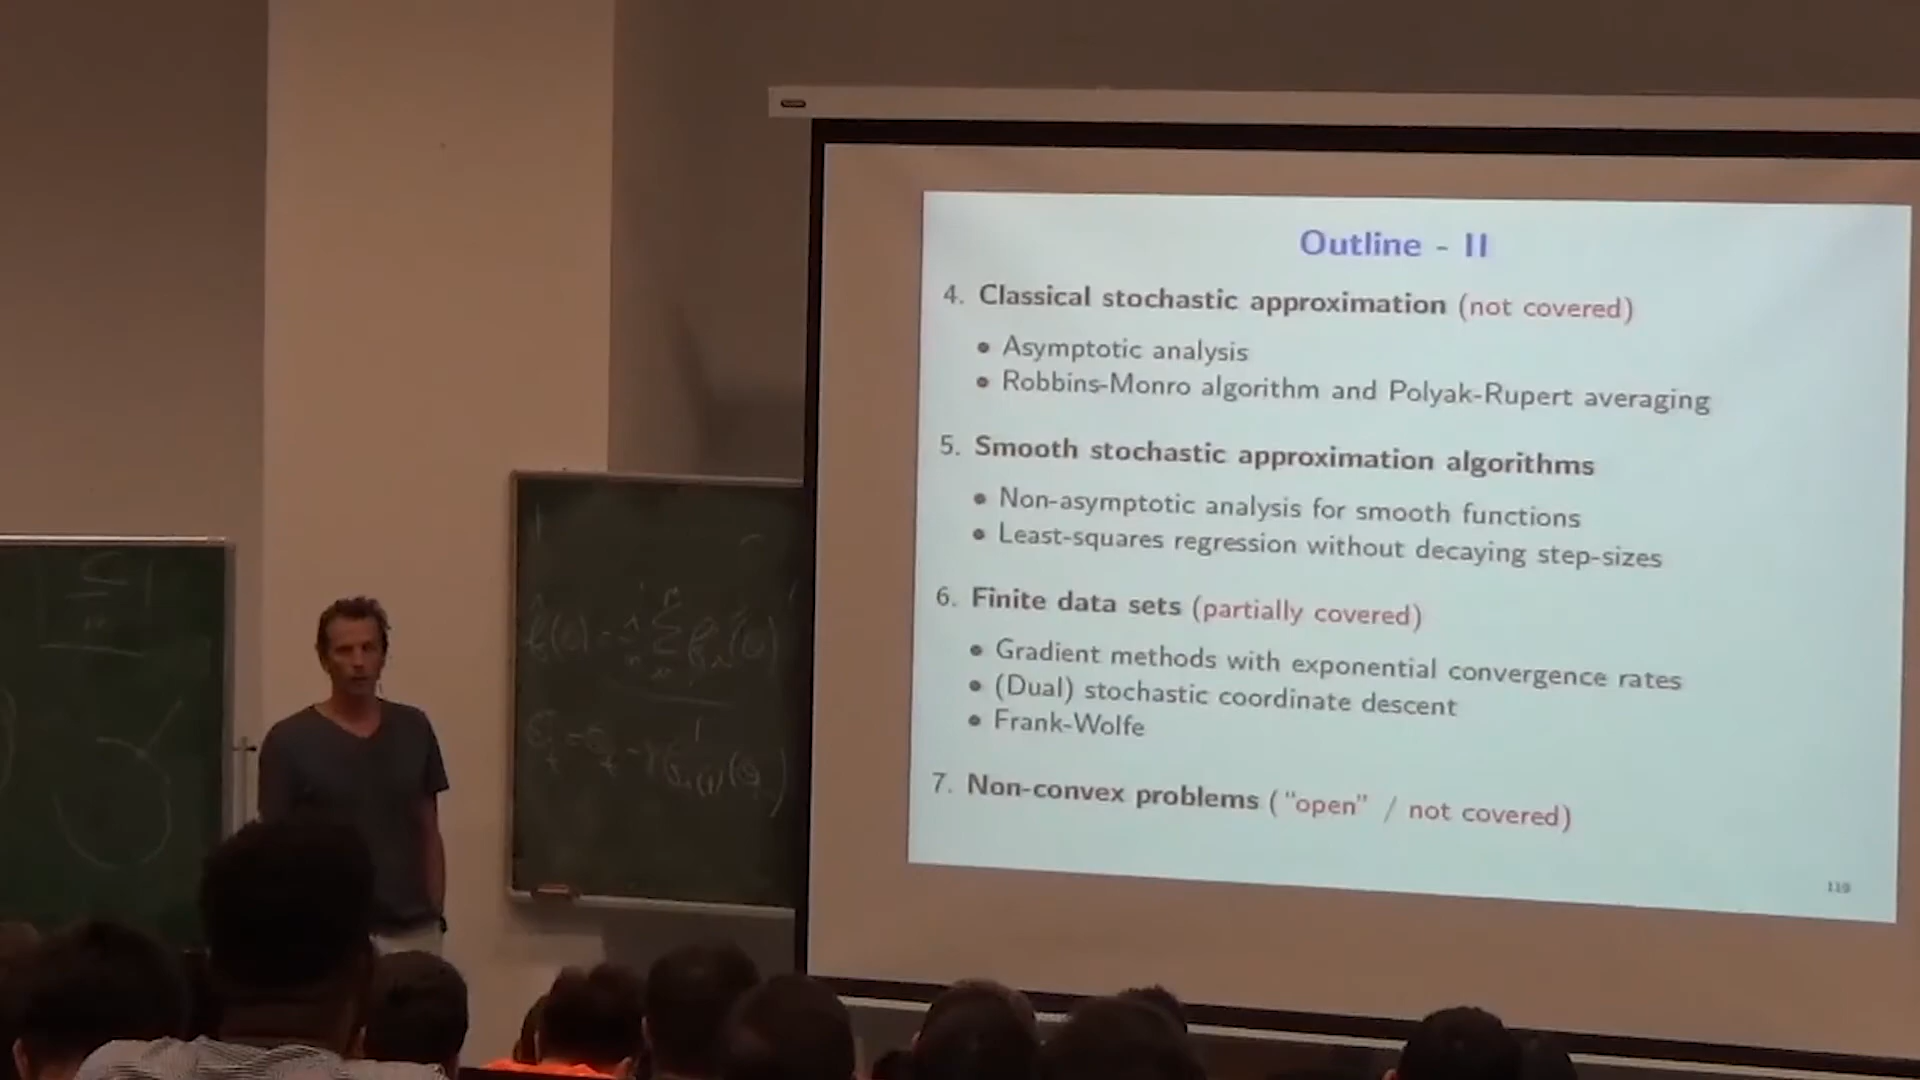 Outline - II
4. Classical stochastic approximation (not covered)
• Asymptotic analysis
• Robbins-Monro algorithm and Polyak-Rupert averaging
5. Smooth stochastic approximation algorithms
• Non-asymptotic analysis for smooth functions
• Least-squares regression without decaying step-sizes
6. Finite data sets (partially covered)
• Gradient methods with exponential convergence rates
• (Dual) stochastic coordinate descent
• Frank-Wolfe
7. Non-convex problems ("open" / not covered)
119